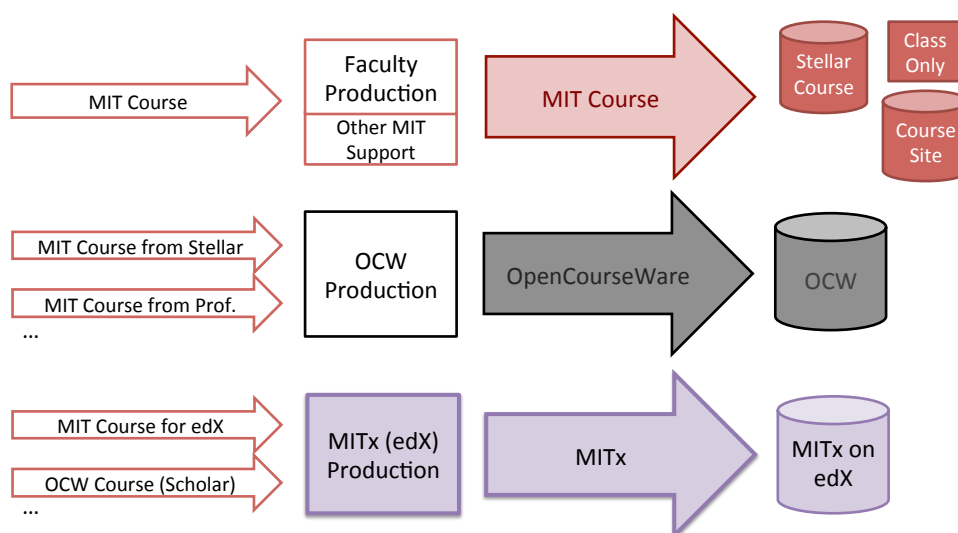 MIT Course
Faculty
Production
Other MIT
Support
MIT Course
Stellar
Course
Class
Only
Course
Site
MIT Course from Stellar
MIT Course from Prof.
...
OCW
Production
OpenCourseWare
OCW
MIT Course for edX
OCW Course (Scholar)
...
MITx (edX)
Production
MITx
MITx on
edX